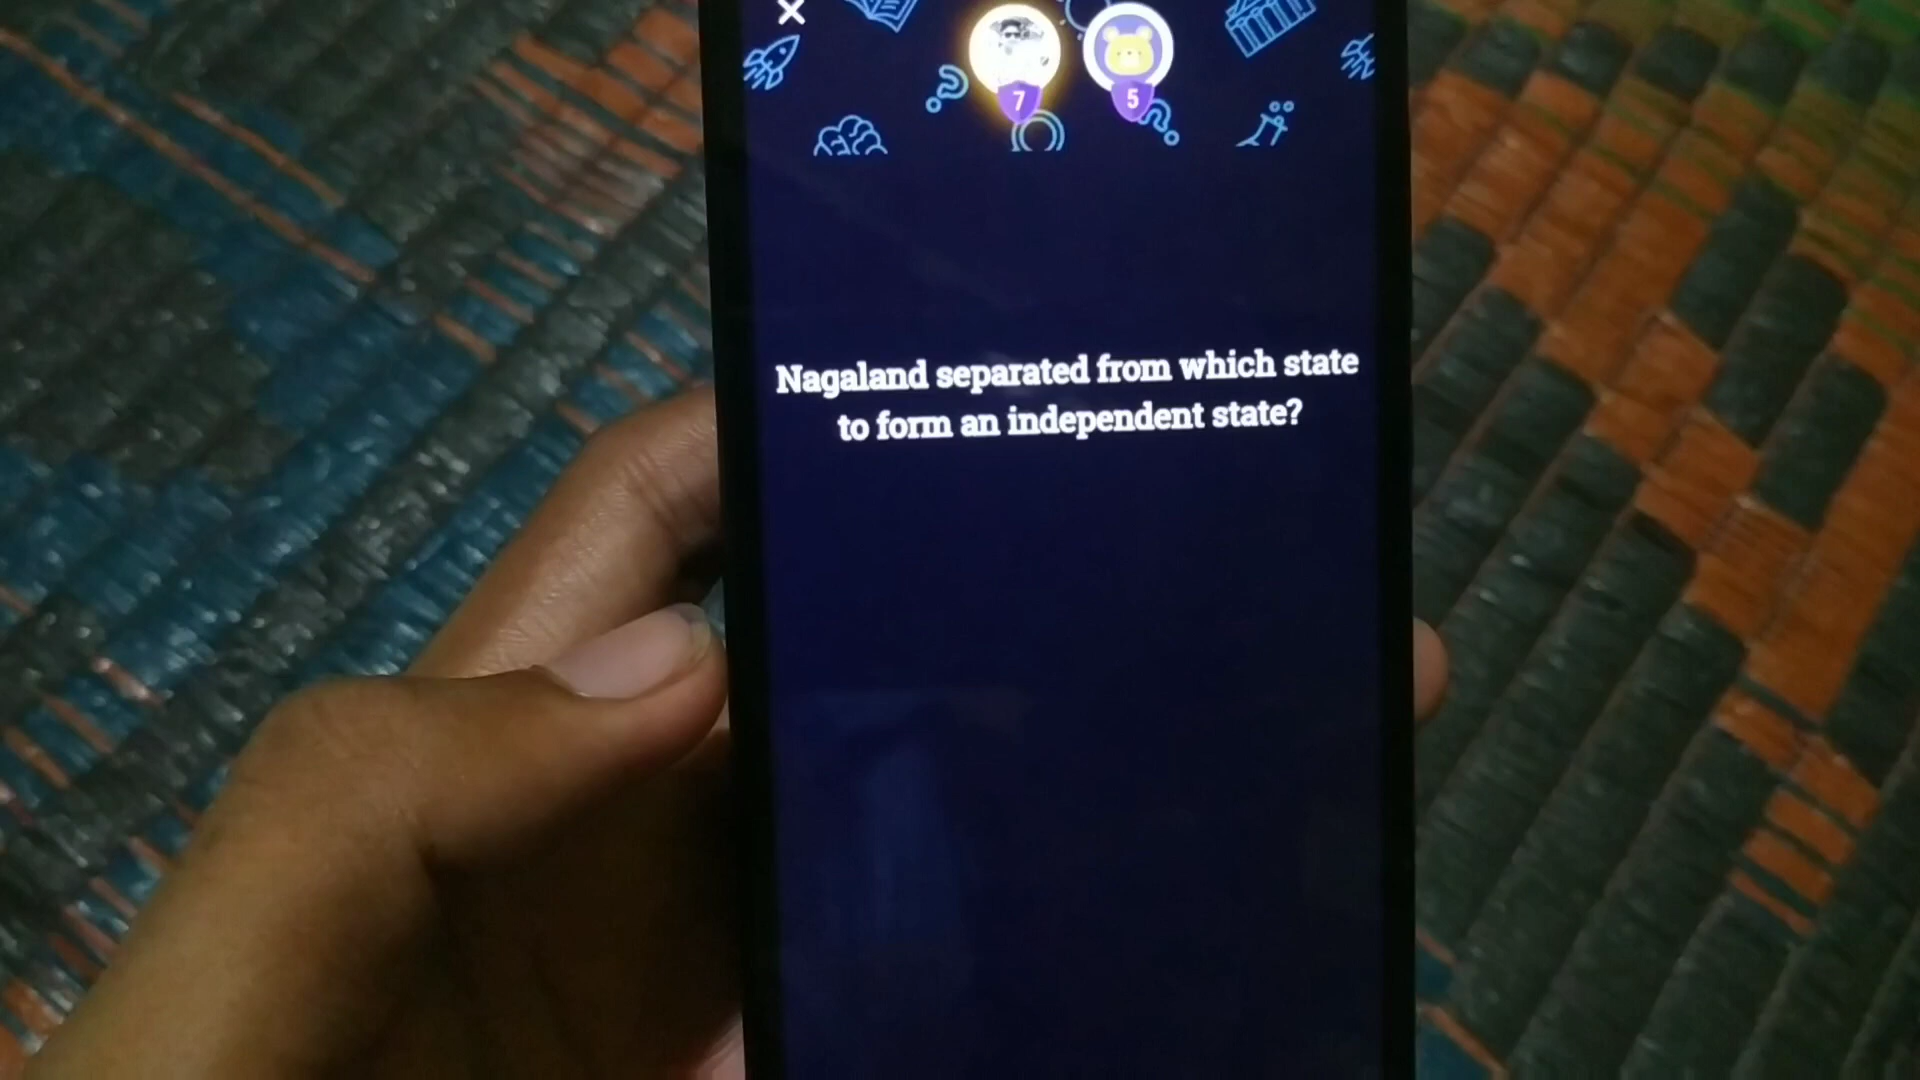 7
5
Nagaland separated from which state
to form an independent state?